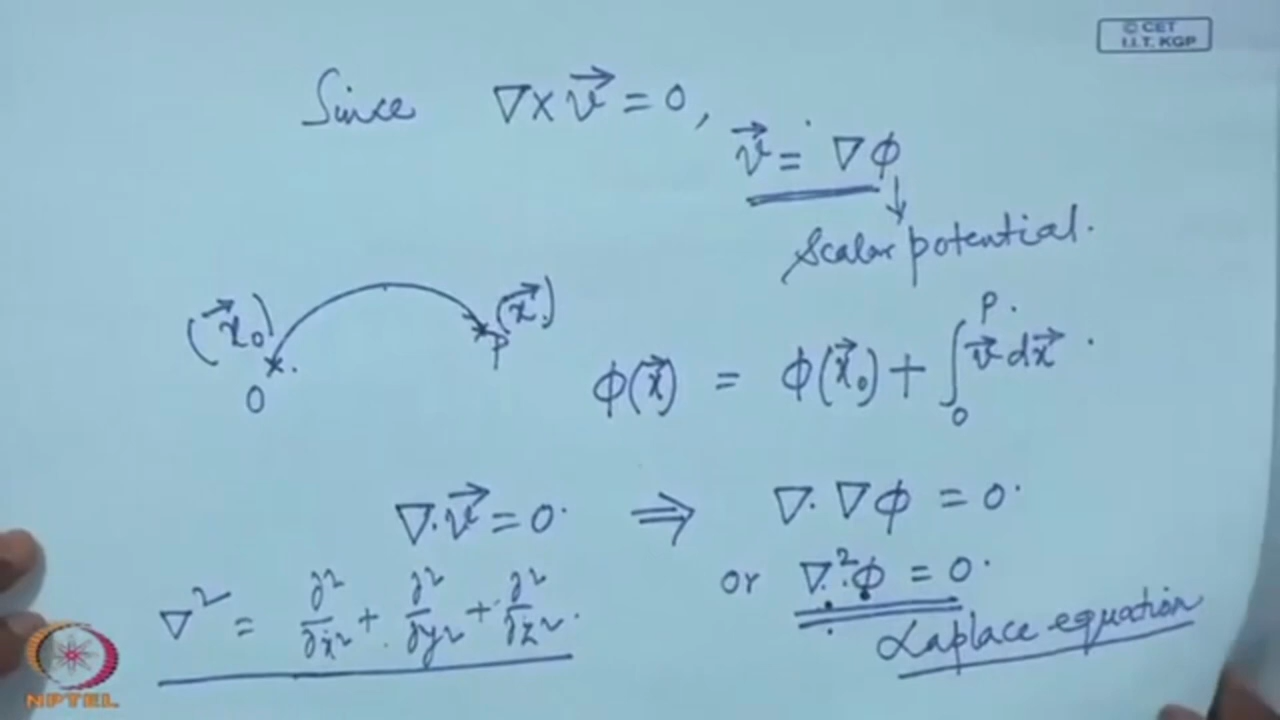 © CET
I.I.T. KGP
Since ∇×v⃗ = 0,
v⃗ = ∇ϕ
↓
Scalar potential.
(x⃗₀)
(x⃗)
O
P
ϕ(x⃗) = ϕ(x⃗₀) + ∫₀ᴾ v⃗ dx⃗.
∇·v⃗ = 0. ⇒ ∇·∇ϕ = 0.
or ∇²ϕ = 0.
Laplace equation
∇² = ∂²/∂x² + ∂²/∂y² + ∂²/∂z².
NPTEL